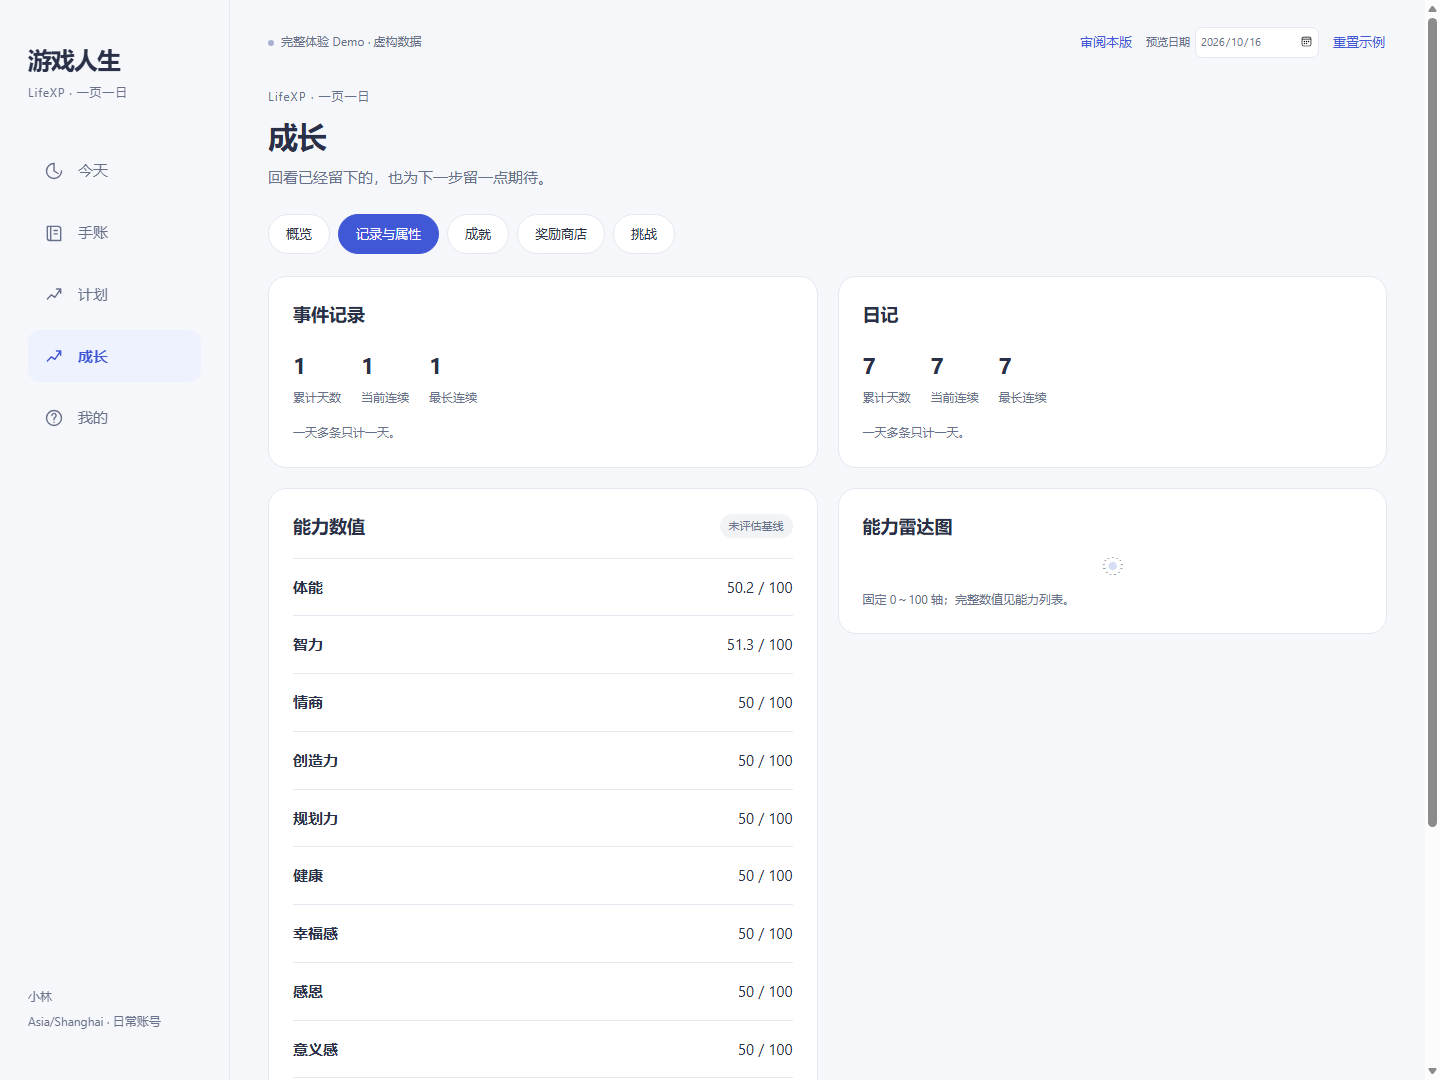 游戏人生
LifeXP · 一页一日
今天
手账
计划
成长
我的
小林
Asia/Shanghai · 日常账号
完整体验 Demo · 虚构数据
审阅本版
预览日期
2026/10/16
重置示例
LifeXP · 一页一日
成长
回看已经留下的，也为下一步留一点期待。
概览
记录与属性
成就
奖励商店
挑战
事件记录
1 1 1
累计天数 当前连续 最长连续
一天多条只计一天。
日记
7 7 7
累计天数 当前连续 最长连续
一天多条只计一天。
能力数值
未评估基线
体能 50.2 / 100
智力 51.3 / 100
情商 50 / 100
创造力 50 / 100
规划力 50 / 100
健康 50 / 100
幸福感 50 / 100
感恩 50 / 100
意义感 50 / 100
能力雷达图
固定 0～100 轴；完整数值见能力列表。